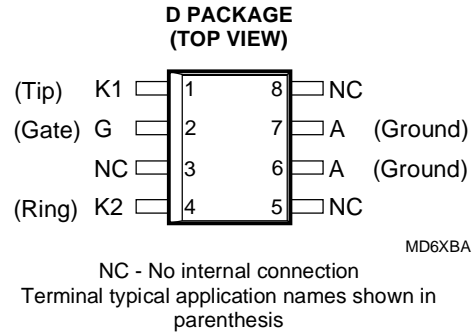 D PACKAGE
(TOP VIEW)
(Tip) K1 1 8 NC
(Gate) G 2 7 A (Ground)
NC 3 6 A (Ground)
(Ring) K2 4 5 NC
MD6XBA
NC - No internal connection
Terminal typical application names shown in
parenthesis